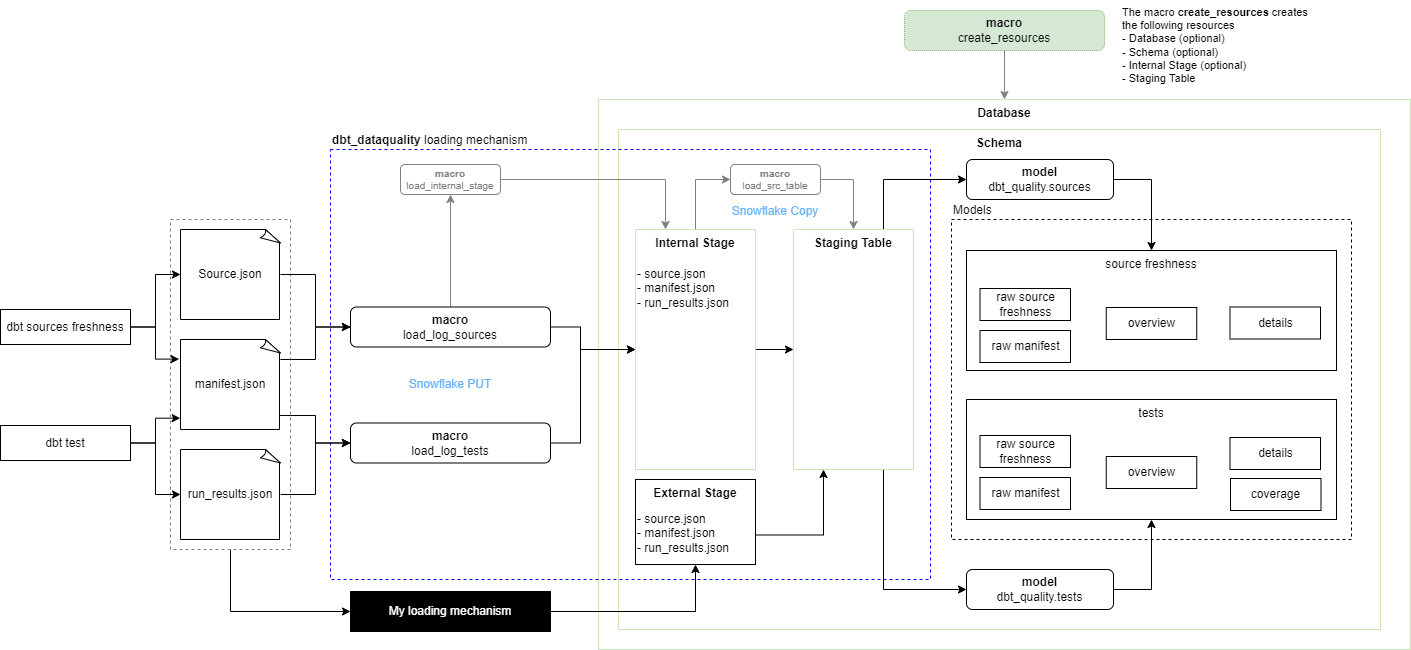 macro
create_resources
The macro create_resources creates
the following resources
- Database (optional)
- Schema (optional)
- Internal Stage (optional)
- Staging Table
Database
Schema
dbt_dataquality loading mechanism
macro
load_internal_stage
macro
load_src_table
Snowflake Copy
model
dbt_quality.sources
Models
Source.json
manifest.json
run_results.json
dbt sources freshness
dbt test
macro
load_log_sources
Snowflake PUT
macro
load_log_tests
Internal Stage
- source.json
- manifest.json
- run_results.json
Staging Table
External Stage
- source.json
- manifest.json
- run_results.json
My loading mechanism
source freshness
raw source
freshness
raw manifest
overview
details
tests
raw source
freshness
raw manifest
overview
details
coverage
model
dbt_quality.tests